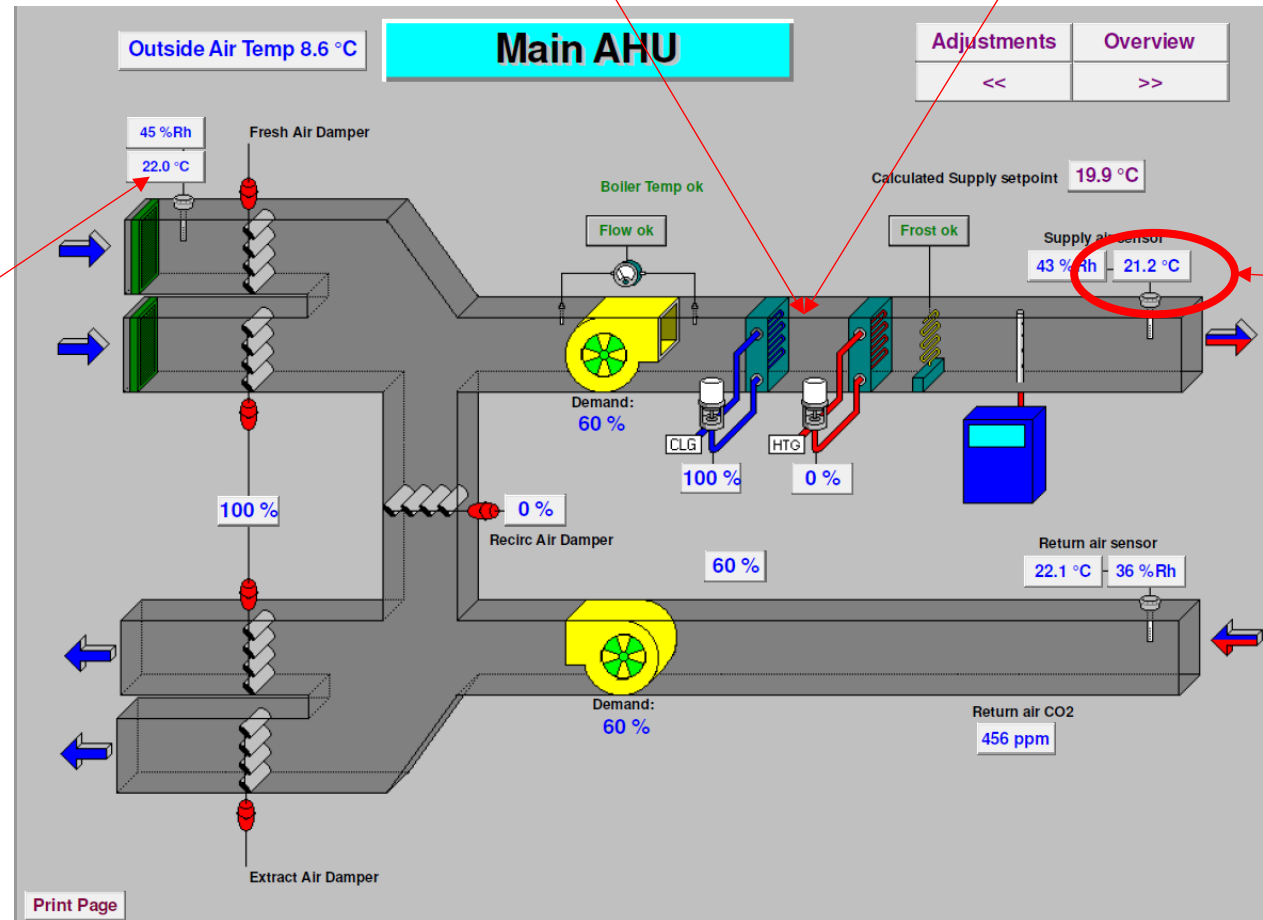 Outside Air Temp 8.6 °C
Main AHU
Adjustments
Overview
<<
>>
45 %Rh
22.0 °C
Fresh Air Damper
Boiler Temp ok
Flow ok
Calculated Supply setpoint
19.9 °C
Frost ok
Supply air sensor
43 %Rh
21.2 °C
Demand:
60 %
CLG
HTG
100 %
0 %
100 %
0 %
Recirc Air Damper
60 %
Return air sensor
22.1 °C
36 %Rh
Demand:
60 %
Return air CO2
456 ppm
Extract Air Damper
Print Page